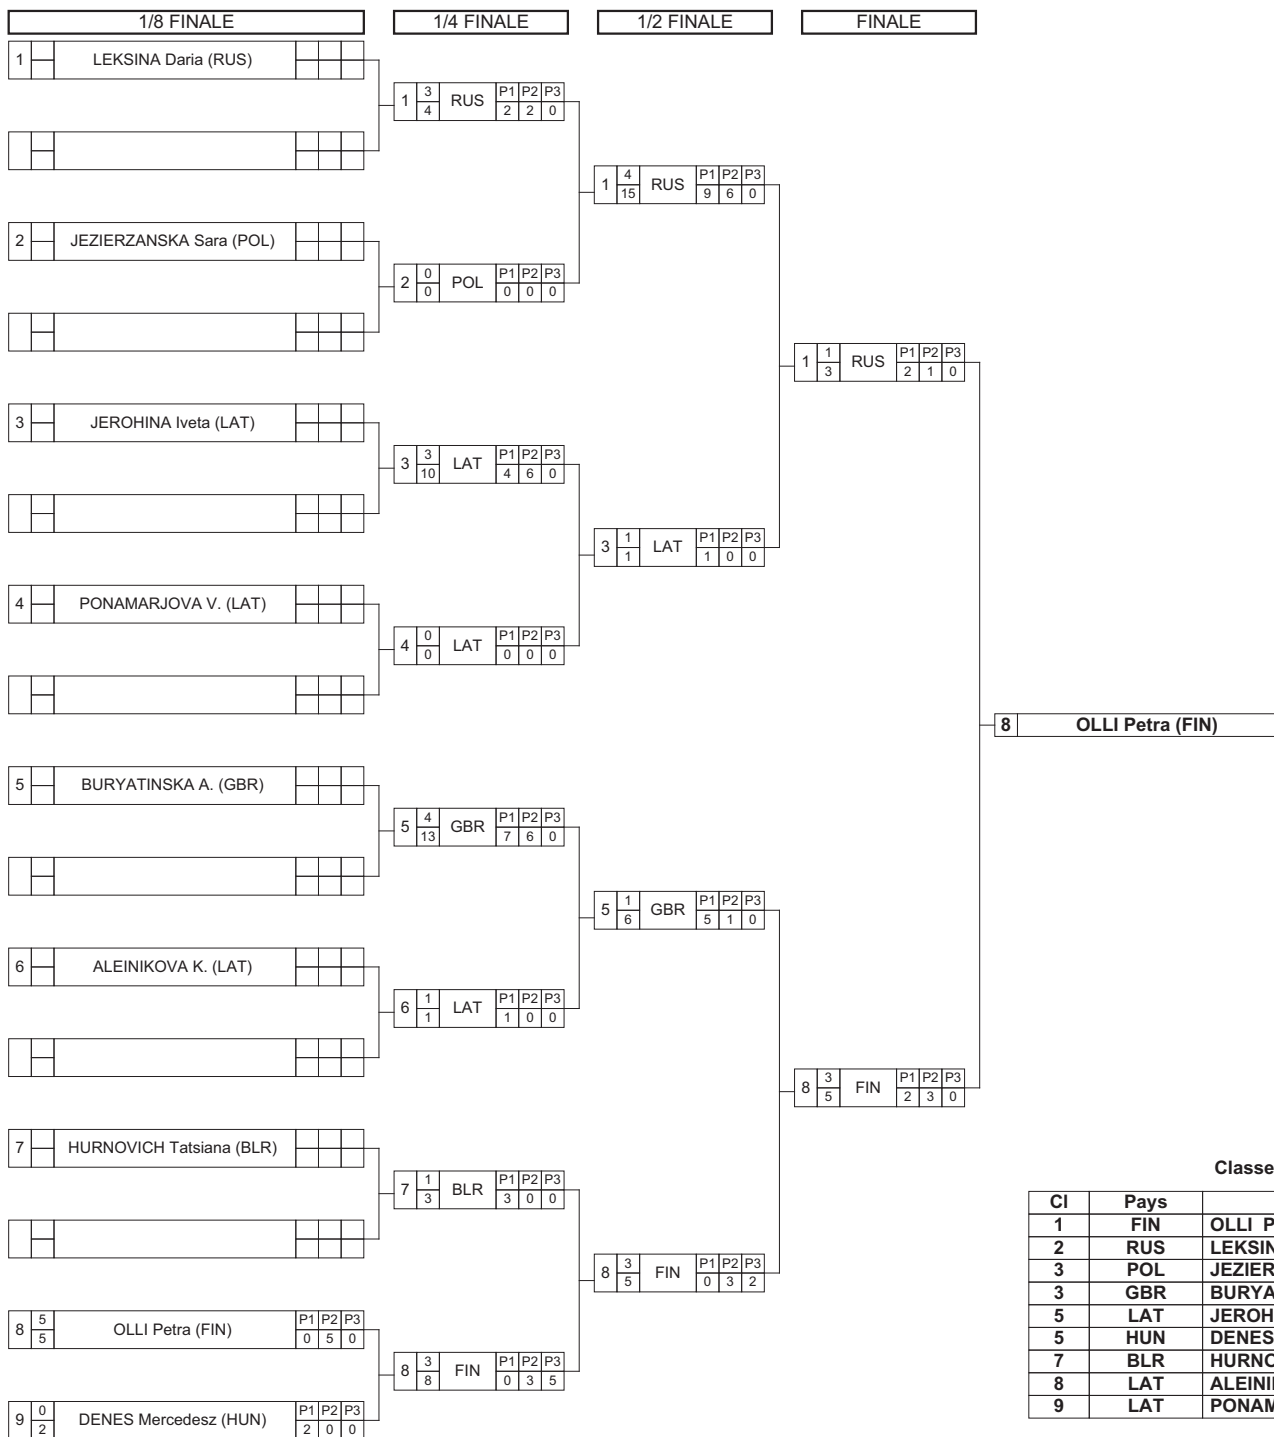 1/8 FINALE 1/4 FINALE 1/2 FINALE FINALE
1 LEKSINA Daria (RUS)
1 3 4 RUS P1 P2 P3 2 2 0
1 4 15 RUS P1 P2 P3 9 6 0
2 JEZIERZANSKA Sara (POL)
2 0 0 POL P1 P2 P3 0 0 0
1 1 3 RUS P1 P2 P3 2 1 0
3 JEROHINA Iveta (LAT)
3 3 10 LAT P1 P2 P3 4 6 0
3 1 1 LAT P1 P2 P3 1 0 0
4 PONAMARJOVA V. (LAT)
4 0 0 LAT P1 P2 P3 0 0 0
8 OLLI Petra (FIN)
5 BURYATINSKA A. (GBR)
5 4 13 GBR P1 P2 P3 7 6 0
5 1 6 GBR P1 P2 P3 5 1 0
6 ALEINIKOVA K. (LAT)
6 1 1 LAT P1 P2 P3 1 0 0
8 3 5 FIN P1 P2 P3 2 3 0
7 HURNOVICH Tatsiana (BLR)
7 1 3 BLR P1 P2 P3 3 0 0
8 3 5 FIN P1 P2 P3 0 3 2
8 5 5 OLLI Petra (FIN) P1 P2 P3 0 5 0
8 3 8 FIN P1 P2 P3 0 3 5
9 0 2 DENES Mercedesz (HUN) P1 P2 P3 2 0 0
Classe
Cl Pays
1 FIN OLLI P
2 RUS LEKSIN
3 POL JEZIER
3 GBR BURYA
5 LAT JEROH
5 HUN DENES
7 BLR HURNO
8 LAT ALEINI
9 LAT PONAM